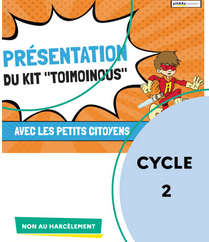 PRÉSENTATION
DU KIT "TOIMOINOUS"
AVEC LES PETITS CITOYENS
CYCLE
2
NON AU HARCÈLEMENT